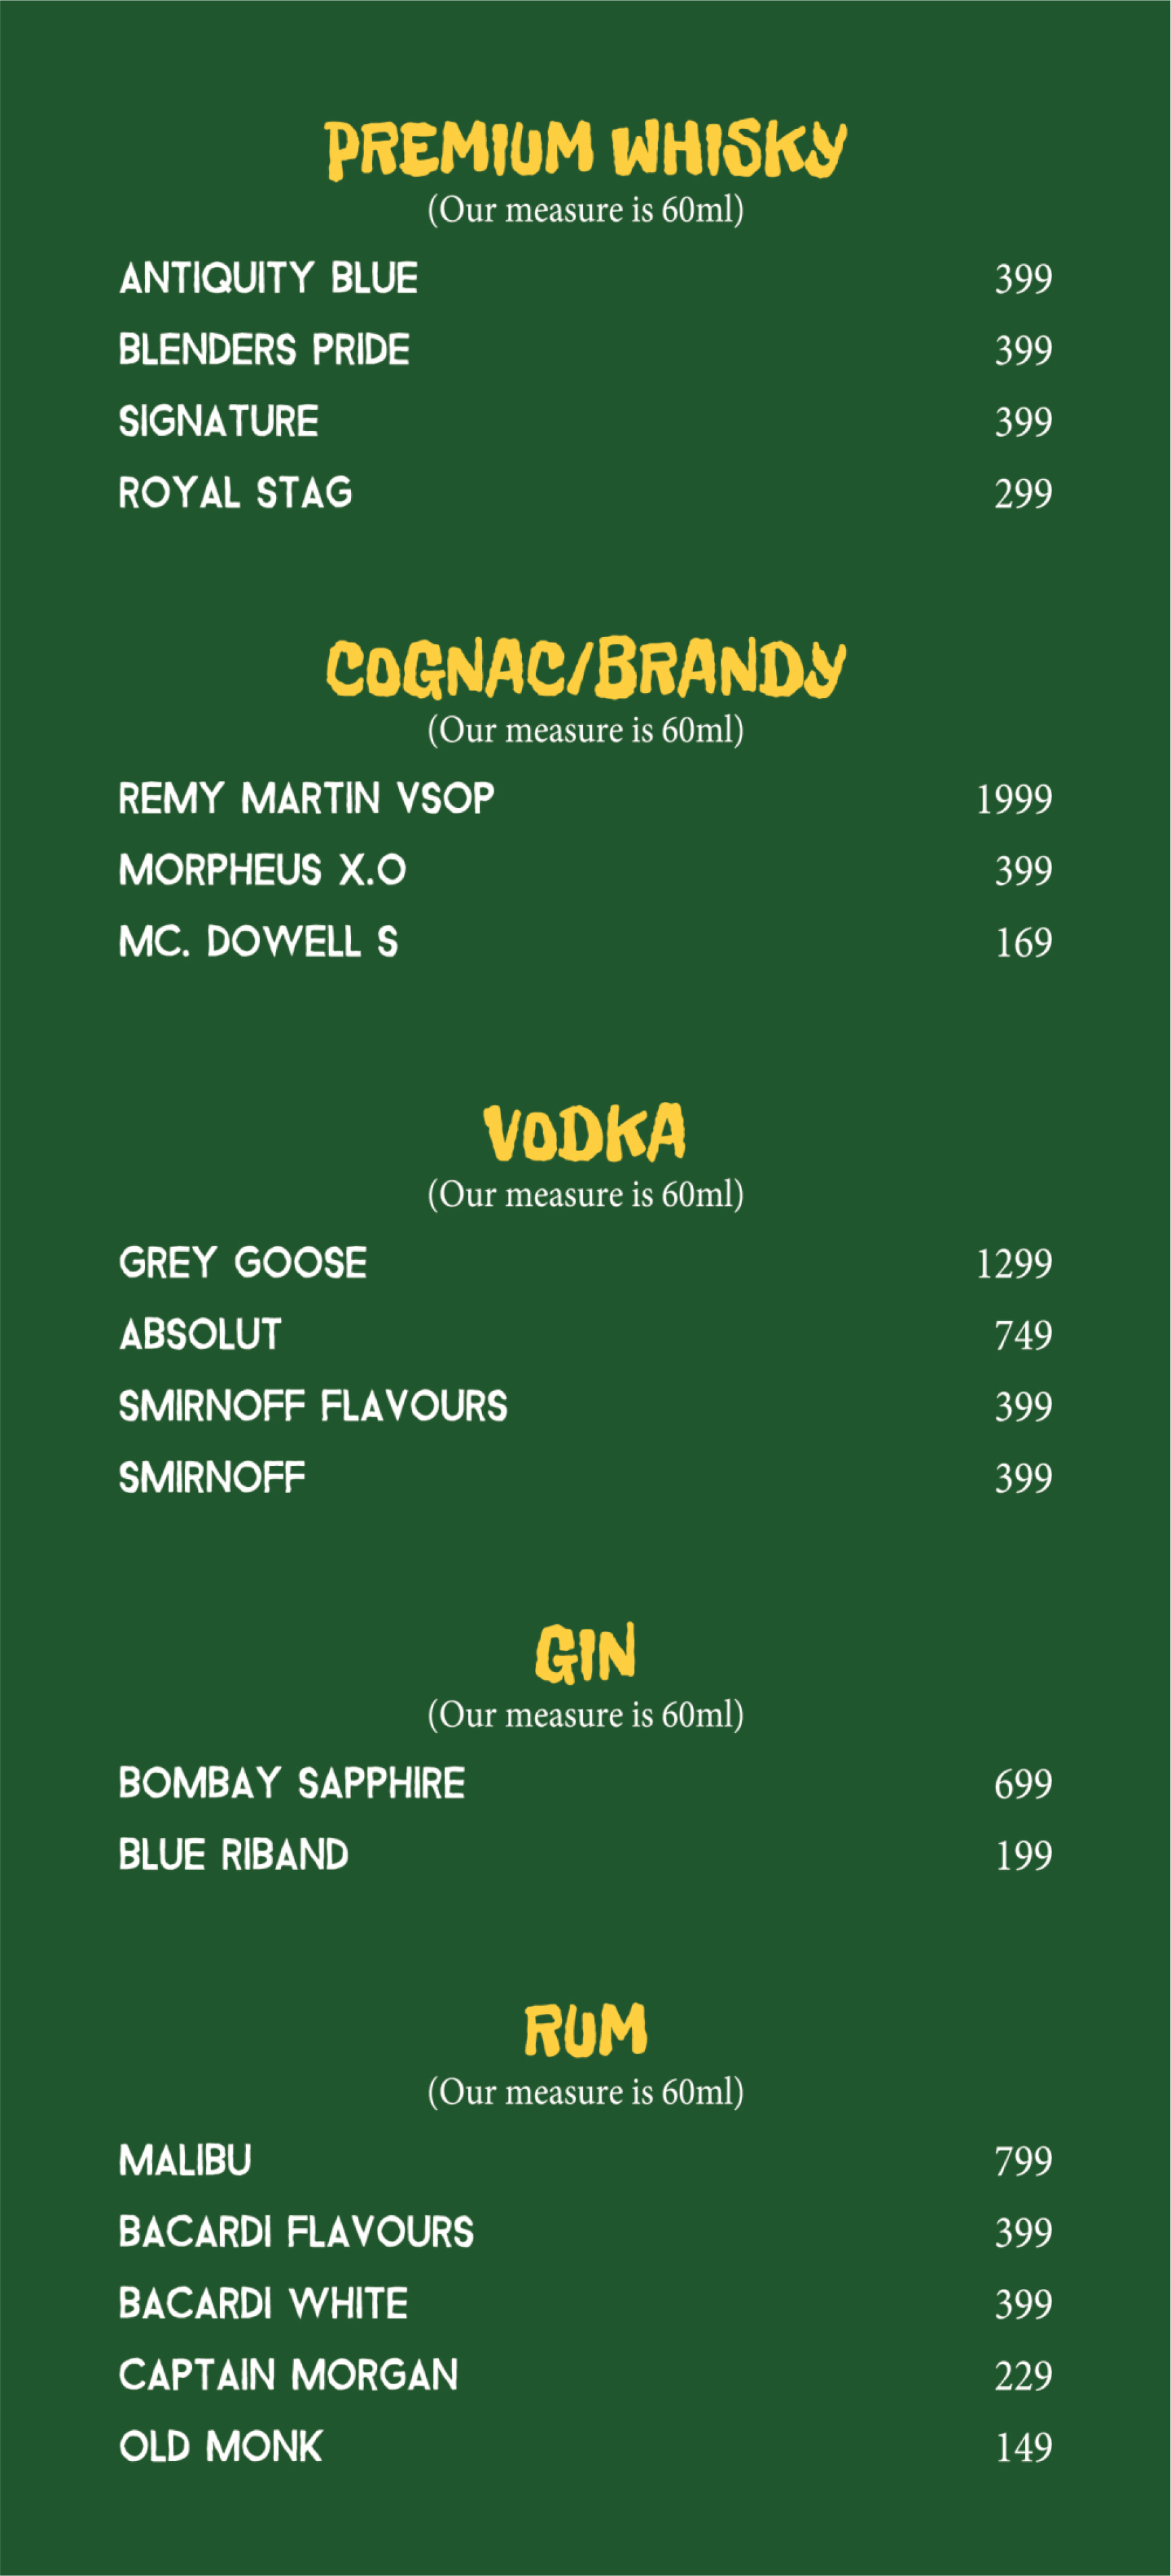 PREMIUM WHISKY
(Our measure is 60ml)
ANTIQUITY BLUE 399
BLENDERS PRIDE 399
SIGNATURE 399
ROYAL STAG 299
COGNAC/BRANDY
(Our measure is 60ml)
REMY MARTIN VSOP 1999
MORPHEUS X.O 399
MC. DOWELL S 169
VODKA
(Our measure is 60ml)
GREY GOOSE 1299
ABSOLUT 749
SMIRNOFF FLAVOURS 399
SMIRNOFF 399
GIN
(Our measure is 60ml)
BOMBAY SAPPHIRE 699
BLUE RIBAND 199
RUM
(Our measure is 60ml)
MALIBU 799
BACARDI FLAVOURS 399
BACARDI WHITE 399
CAPTAIN MORGAN 229
OLD MONK 149